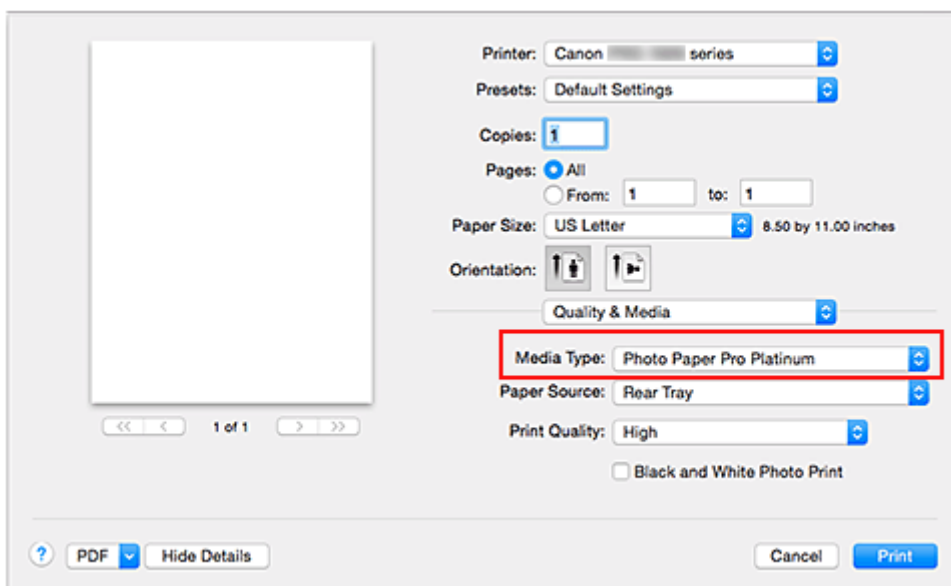 Printer: Canon series
Presets: Default Settings
Copies: 1
Pages: All
From: 1 to: 1
Paper Size: US Letter 8.50 by 11.00 inches
Orientation:
Quality & Media
Media Type: Photo Paper Pro Platinum
Paper Source: Rear Tray
1 of 1
Print Quality: High
Black and White Photo Print
? PDF Hide Details Cancel Print